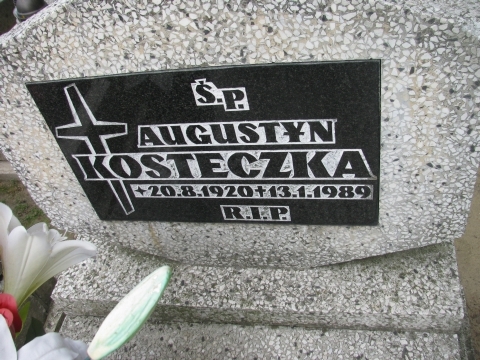 Ś.P.
AUGUSTYN
KOSTECZKA
+20.8.1920+13.1.1989
R.I.P.